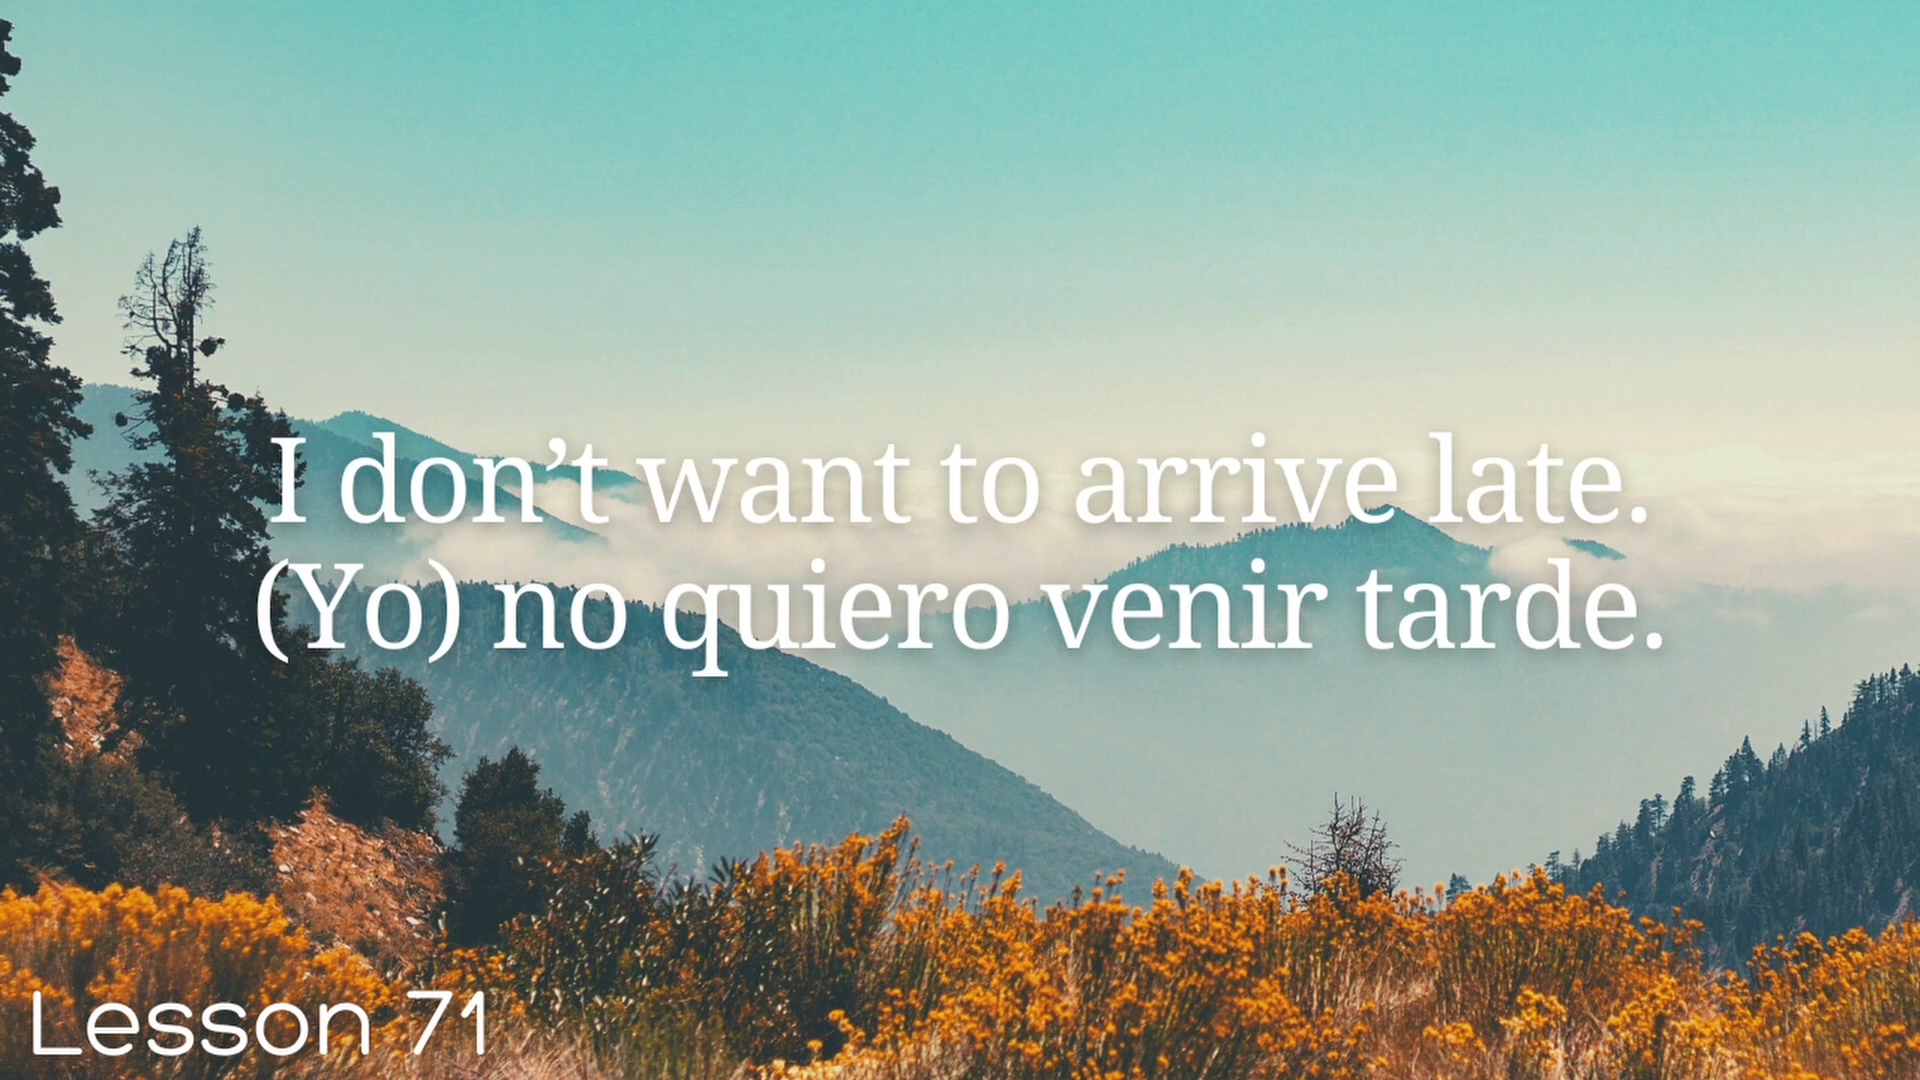 I don’t want to arrive late.
(Yo) no quiero venir tarde.
Lesson 71